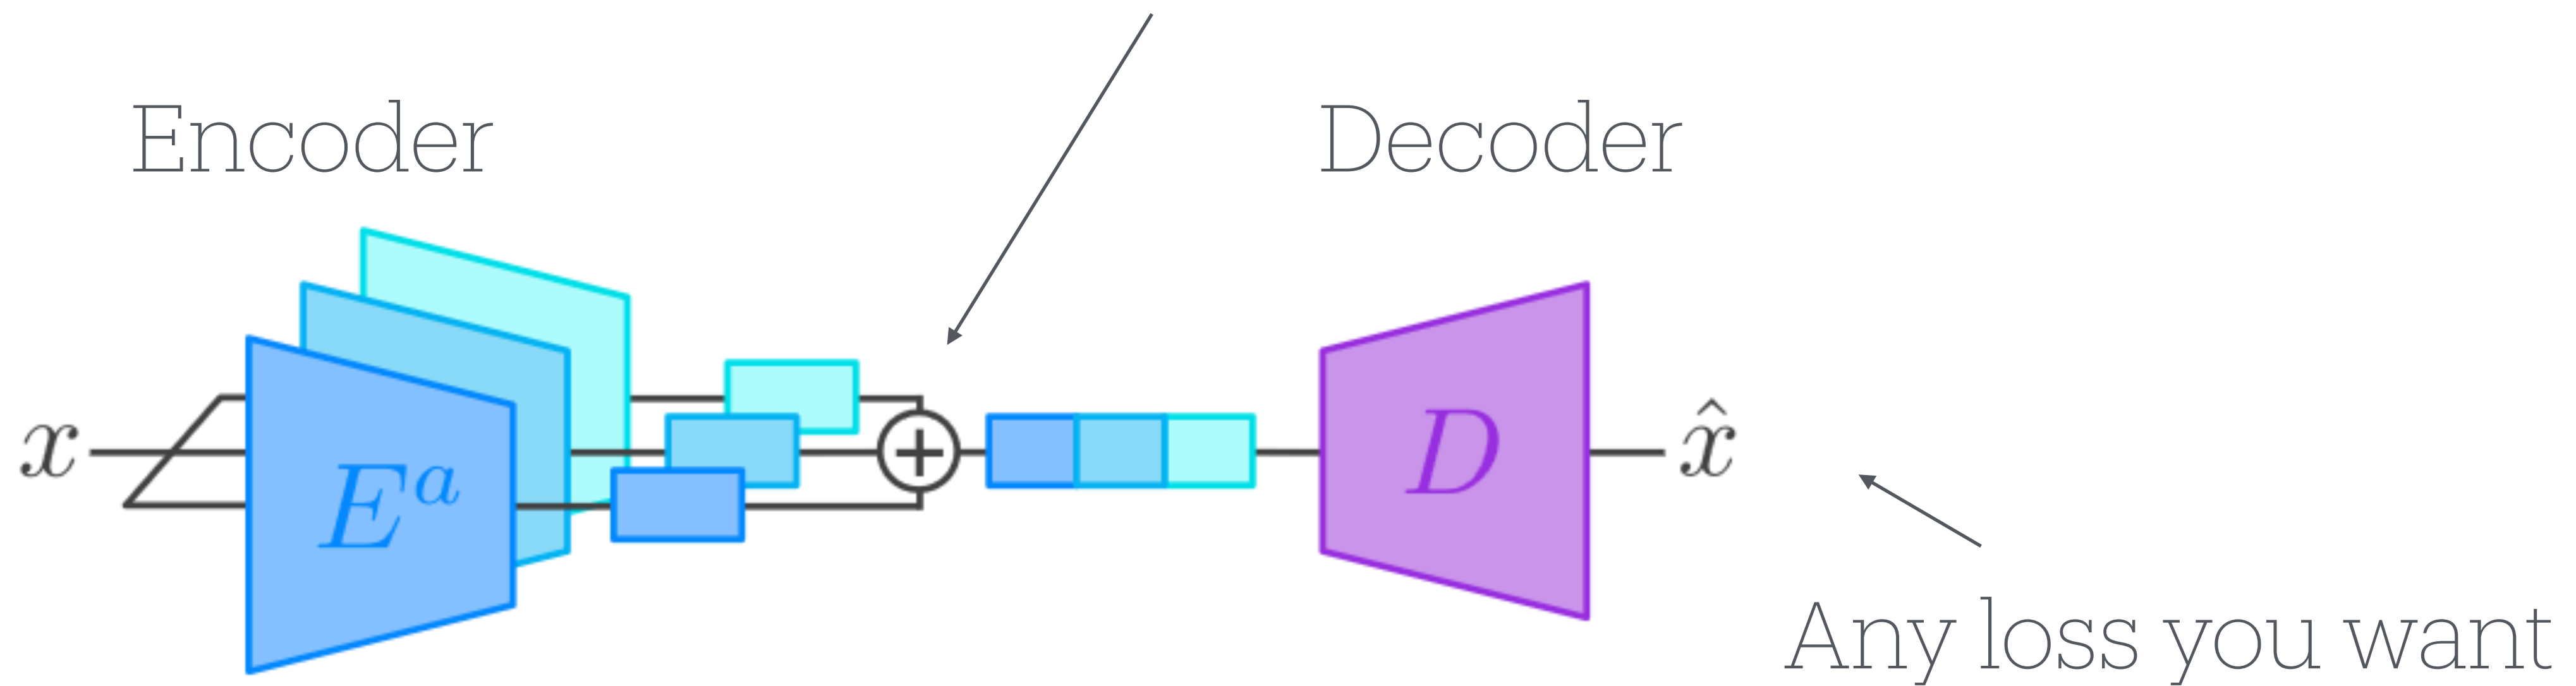 Encoder
Decoder
x
E^a
+
D
x̂
Any loss you want